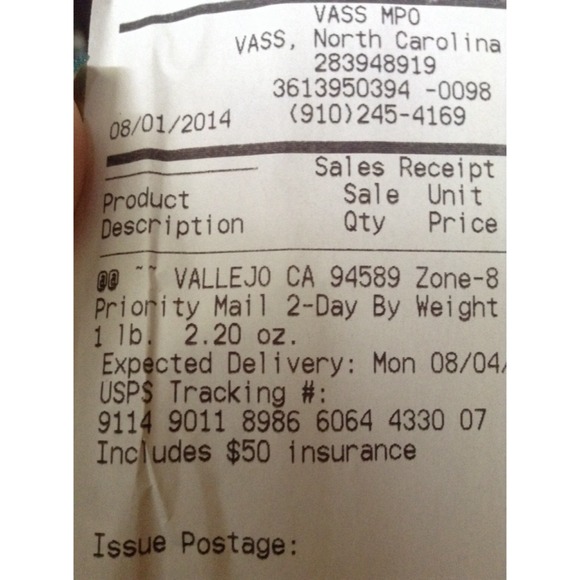 VASS MPO
VASS, North Carolina
283948919
3613950394 -0098
08/01/2014 (910)245-4169
Sales Receipt
Product Sale Unit
Description Qty Price
@@ ~~ VALLEJO CA 94589 Zone-8
Priority Mail 2-Day By Weight
1 lb. 2.20 oz.
Expected Delivery: Mon 08/04/
USPS Tracking #:
9114 9011 8986 6064 4330 07
Includes $50 insurance
Issue Postage: